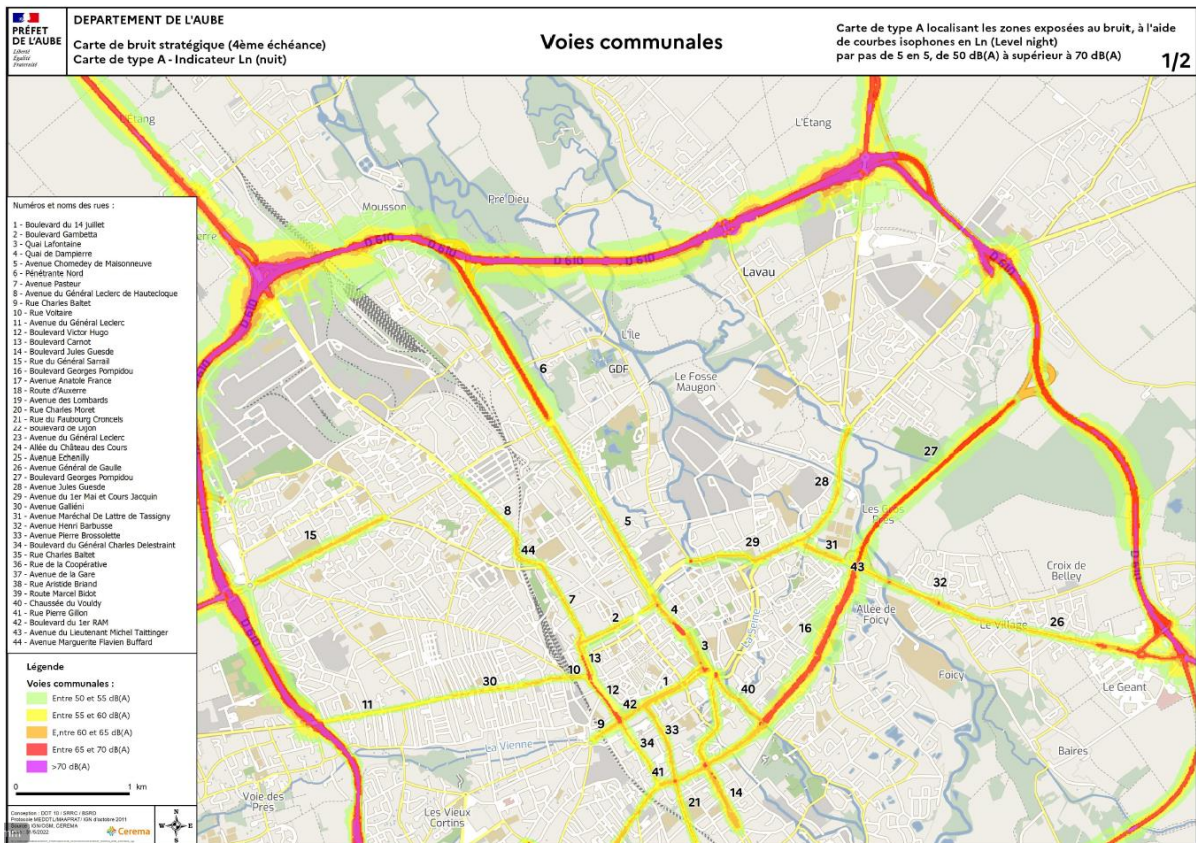 PRÉFET
DE L'AUBE
Liberté
Égalité
Fraternité
DEPARTEMENT DE L'AUBE
Carte de bruit stratégique (4ème échéance)
Carte de type A - Indicateur Ln (nuit)
Voies communales
Carte de type A localisant les zones exposées au bruit, à l'aide
de courbes isophones en Ln (Level night)
par pas de 5 en 5, de 50 dB(A) à supérieur à 70 dB(A)
1/2
Numéros et noms des rues :
1 - Boulevard du 14 juillet
2 - Boulevard Gambetta
3 - Quai Lafontaine
4 - Quai de Dampierre
5 - Avenue Chomedey de Maisonneuve
6 - Pénétrante Nord
7 - Avenue Pasteur
8 - Avenue du Général Leclerc de Hautecloque
9 - Rue Charles Baltet
10 - Rue Voltaire
11 - Avenue du Général Leclerc
12 - Boulevard Victor Hugo
13 - Boulevard Carnot
14 - Boulevard Jules Guesde
15 - Rue du Général Sarrail
16 - Boulevard Georges Pompidou
17 - Avenue Anatole France
18 - Route d'Auxerre
19 - Avenue des Lombards
20 - Rue Charles Moret
21 - Rue du Faubourg Croncels
22 - Boulevard de Dijon
23 - Avenue du Général Leclerc
24 - Allée du Château des Cours
25 - Avenue Echenilly
26 - Avenue Général de Gaulle
27 - Boulevard Georges Pompidou
28 - Avenue Jules Guesde
29 - Avenue du 1er Mai et Cours Jacquin
30 - Avenue Galliéni
31 - Avenue Maréchal De Lattre de Tassigny
32 - Avenue Henri Barbusse
33 - Avenue Pierre Brossolette
34 - Boulevard du Général Charles Delestraint
35 - Rue Charles Baltet
36 - Rue de la Coopérative
37 - Avenue de la Gare
38 - Rue Aristide Briand
39 - Route Marcel Bidot
40 - Chaussée du Vouldy
41 - Rue Pierre Gillon
42 - Boulevard du 1er RAM
43 - Avenue du Lieutenant Michel Taittinger
44 - Avenue Marguerite Flavien Buffard
Légende
Voies communales :
Entre 50 et 55 dB(A)
Entre 55 et 60 dB(A)
E,ntre 60 et 65 dB(A)
Entre 65 et 70 dB(A)
>70 dB(A)
0 1 km
Cerema
N
W E
S
L'Étang
L'Étang
Mousson
Pré Dieu
D 610
D 610
D 610
D 610
D 610
Lavau
L'Île
GDF
Le Fosse
Maugon
6
27
28
Les Gros
Prés
8
5
15
44
29
31
43
32
Croix de
Belley
7
2
4
16
Allée de
Foicy
Le Village
26
La Seine
13
3
10
30
1
40
Foicy
Le Geant
12
42
11
9
33
La Vienne
34
Baires
41
21
14
Voie des
Prés
Les Vieux
Cortins
D 610
D 610